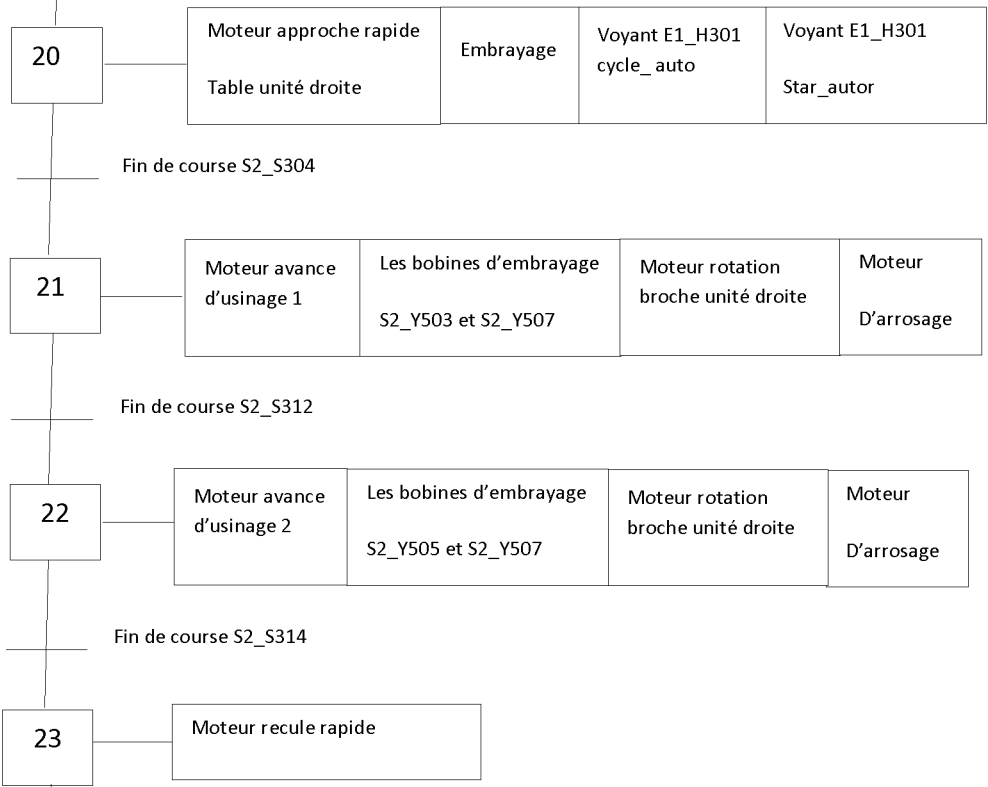 20
Moteur approche rapide
Table unité droite
Embrayage
Voyant E1_H301
cycle_ auto
Voyant E1_H301
Star_autor
Fin de course S2_S304
21
Moteur avance
d’usinage 1
Les bobines d’embrayage
S2_Y503 et S2_Y507
Moteur rotation
broche unité droite
Moteur
D’arrosage
Fin de course S2_S312
22
Moteur avance
d’usinage 2
Les bobines d’embrayage
S2_Y505 et S2_Y507
Moteur rotation
broche unité droite
Moteur
D’arrosage
Fin de course S2_S314
23
Moteur recule rapide